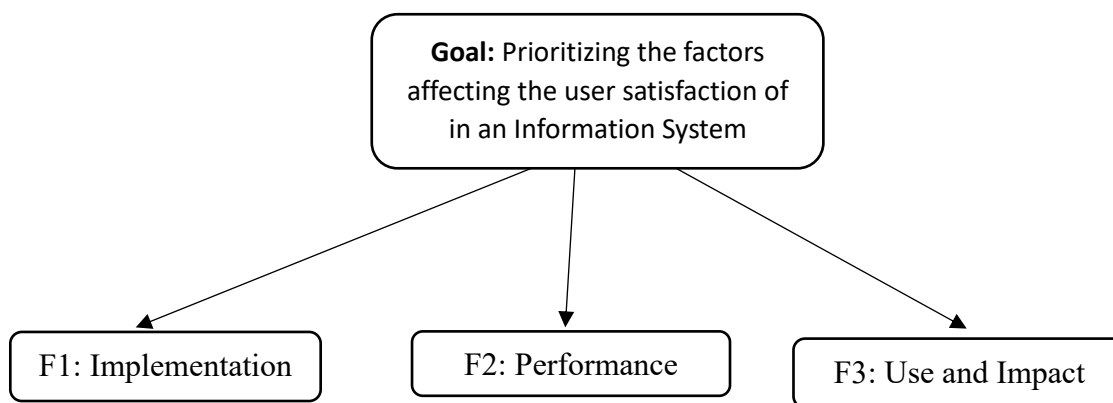 Goal: Prioritizing the factors
affecting the user satisfaction of
in an Information System
F1: Implementation
F2: Performance
F3: Use and Impact